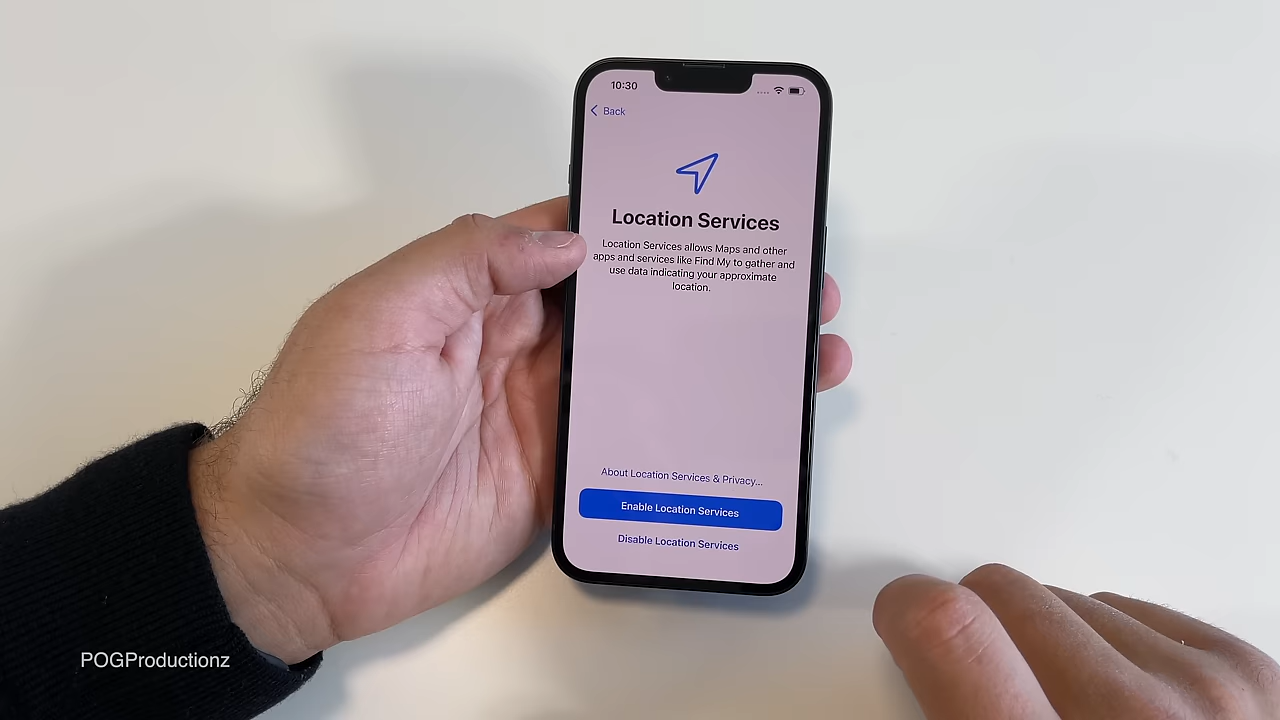 10:30
Back
Location Services
Location Services allows Maps and other
apps and services like Find My to gather and
use data indicating your approximate
location.
About Location Services & Privacy...
Enable Location Services
Disable Location Services
POGProductionz